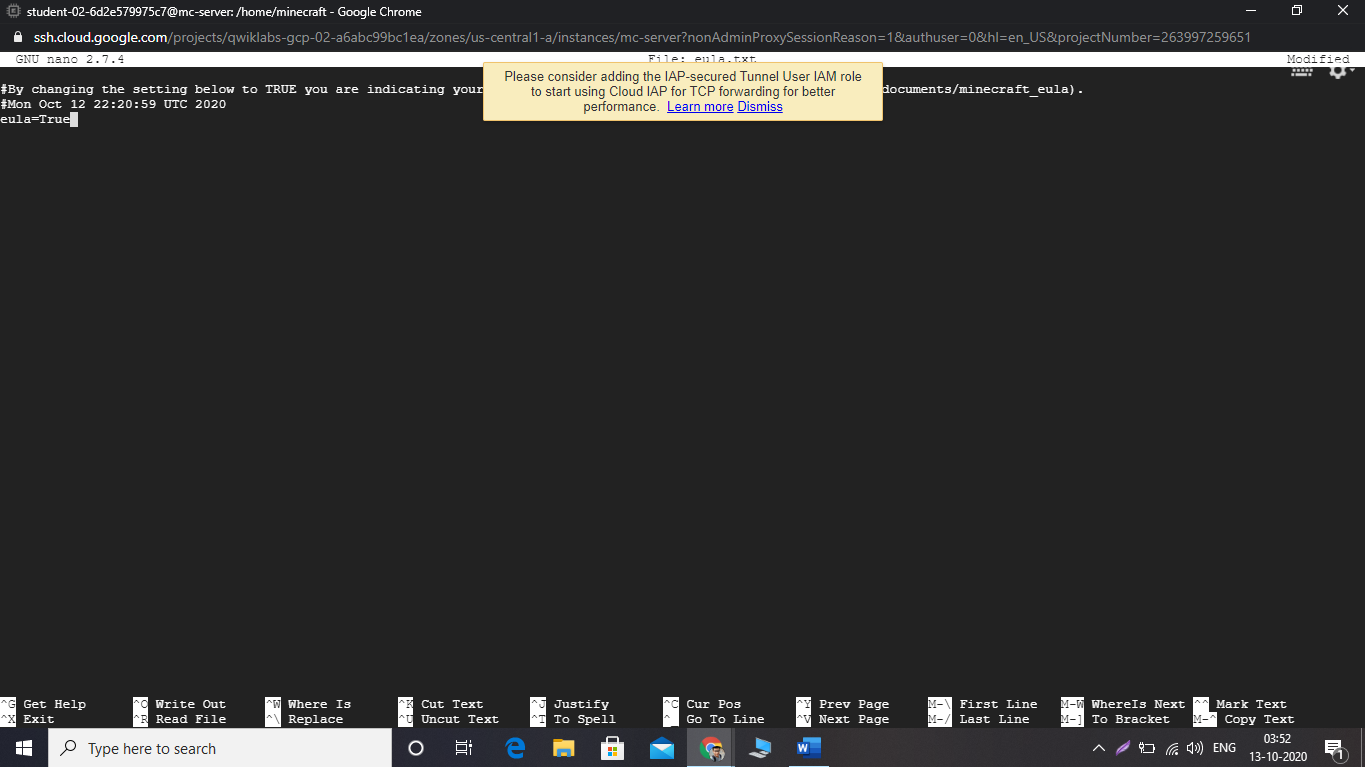 student-02-6d2e579975c7@mc-server: /home/minecraft - Google Chrome
ssh.cloud.google.com/projects/qwiklabs-gcp-02-a6abc99bc1ea/zones/us-central1-a/instances/mc-server?nonAdminProxySessionReason=1&authuser=0&hl=en_US&projectNumber=263997259651
GNU nano 2.7.4 File: eula.txt Modified
Please consider adding the IAP-secured Tunnel User IAM role
to start using Cloud IAP for TCP forwarding for better
performance. Learn more Dismiss
#By changing the setting below to TRUE you are indicating your documents/minecraft_eula).
#Mon Oct 12 22:20:59 UTC 2020
eula=True
^G Get Help ^O Write Out ^W Where Is ^K Cut Text ^J Justify ^C Cur Pos ^Y Prev Page M-\ First Line M-W WhereIs Next ^^ Mark Text
^X Exit ^R Read File ^\ Replace ^U Uncut Text ^T To Spell ^_ Go To Line ^V Next Page M-/ Last Line M-] To Bracket M-^ Copy Text
Type here to search
ENG
03:52
13-10-2020
1